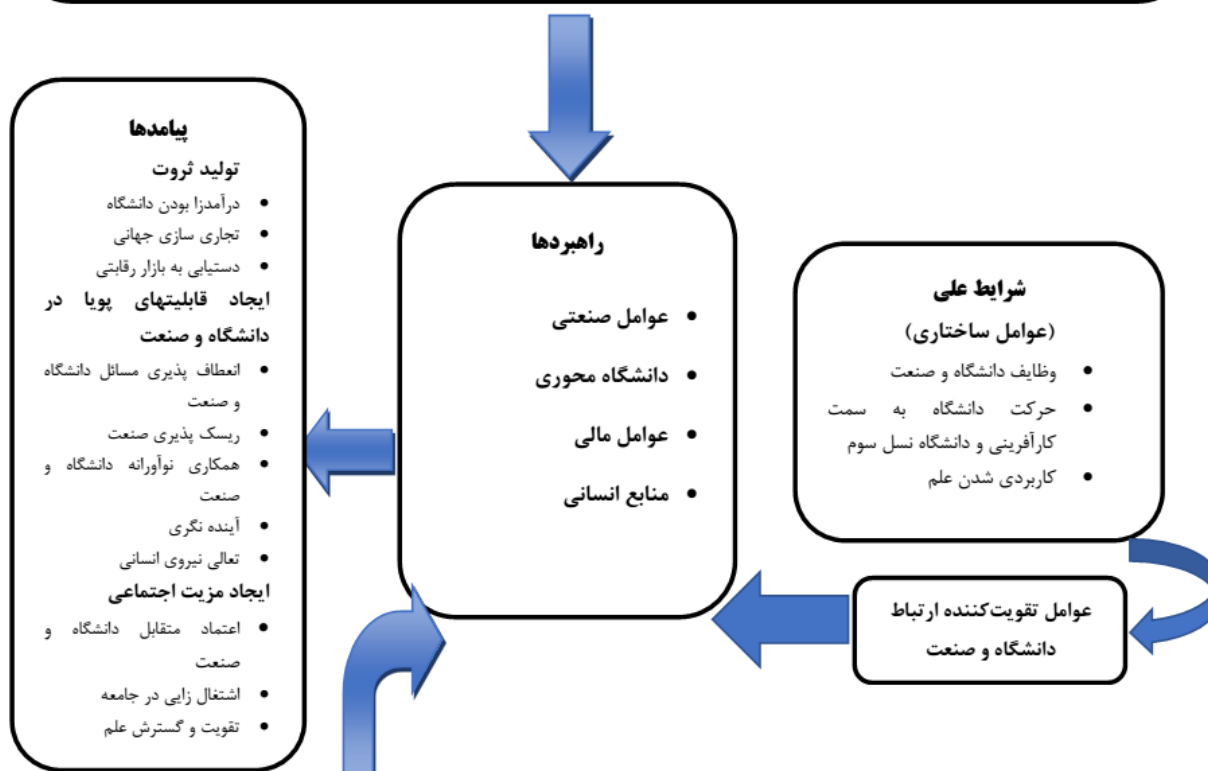 شرایط علی
(عوامل ساختاری)
• وظایف دانشگاه و صنعت
• حرکت دانشگاه به سمت
کارآفرینی و دانشگاه نسل سوم
• کاربردی شدن علم
عوامل تقویت‌کننده ارتباط
دانشگاه و صنعت
راهبردها
• عوامل صنعتی
• دانشگاه محوری
• عوامل مالی
• منابع انسانی
پیامدها
تولید ثروت
• درآمدزا بودن دانشگاه
• تجاری سازی جهانی
• دستیابی به بازار رقابتی
ایجاد قابلیتهای پویا در
دانشگاه و صنعت
• انعطاف پذیری مسائل دانشگاه
و صنعت
• ریسک پذیری صنعت
• همکاری نوآورانه دانشگاه و
صنعت
• آینده نگری
• تعالی نیروی انسانی
ایجاد مزیت اجتماعی
• اعتماد متقابل دانشگاه و
صنعت
• اشتغال زایی در جامعه
• تقویت و گسترش علم